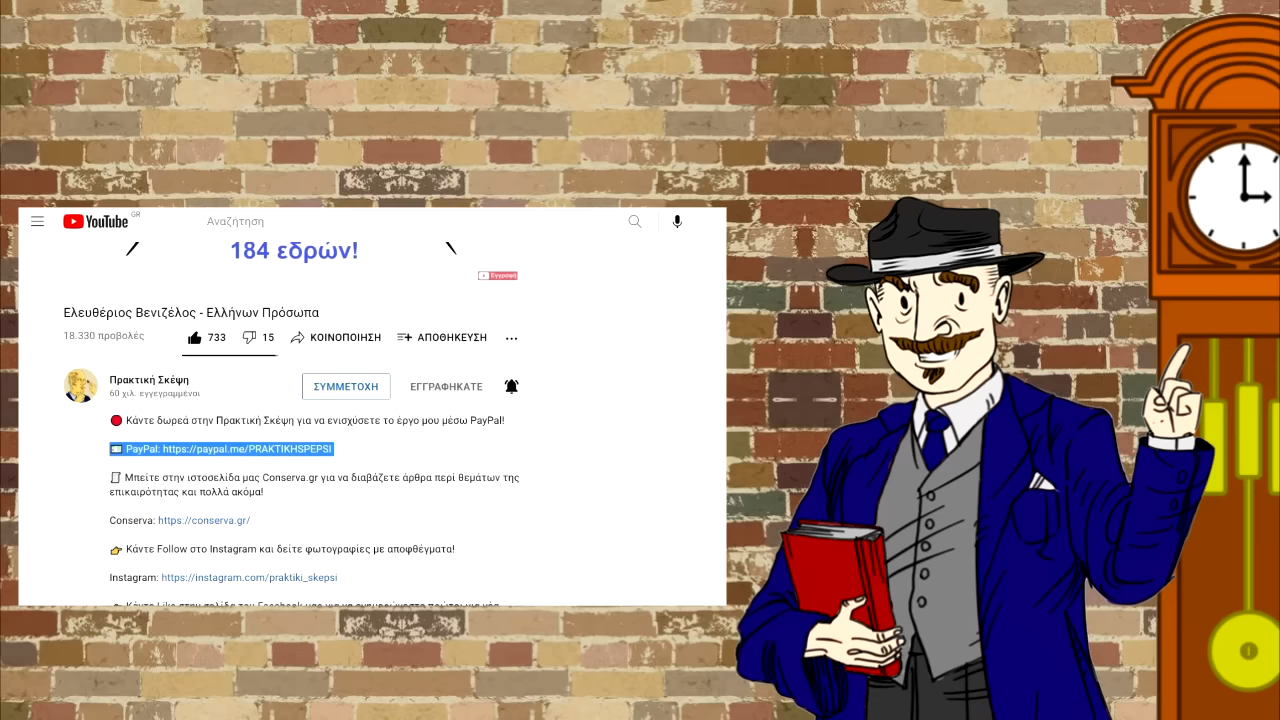 YouTube GR
Αναζήτηση
184 εδρών!
Εγγραφή
Ελευθέριος Βενιζέλος - Ελλήνων Πρόσωπα
18.330 προβολές
733 15 ΚΟΙΝΟΠΟΙΗΣΗ ΑΠΟΘΗΚΕΥΣΗ
Πρακτική Σκέψη
60 χιλ. εγγεγραμμένοι
ΣΥΜΜΕΤΟΧΗ ΕΓΓΡΑΦΗΚΑΤΕ
Κάντε δωρεά στην Πρακτική Σκέψη για να ενισχύσετε το έργο μου μέσω PayPal!
PayPal: https://paypal.me/PRAKTIKHSPEPSI
Μπείτε στην ιστοσελίδα μας Conserva.gr για να διαβάζετε άρθρα περί θεμάτων της
επικαιρότητας και πολλά ακόμα!
Conserva: https://conserva.gr/
Κάντε Follow στο Instagram και δείτε φωτογραφίες με αποφθέγματα!
Instagram: https://instagram.com/praktiki_skepsi